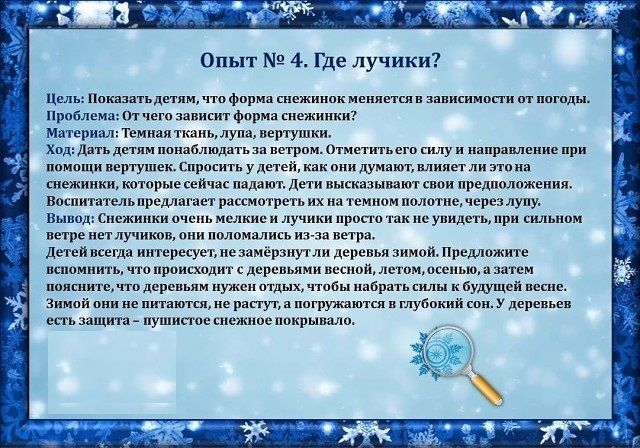 Опыт № 4. Где лучики?
Цель: Показать детям, что форма снежинок меняется в зависимости от погоды.
Проблема: От чего зависит форма снежинки?
Материал: Темная ткань, лупа, вертушки.
Ход: Дать детям понаблюдать за ветром. Отметить его силу и направление при
помощи вертушек. Спросить у детей, как они думают, влияет ли это на
снежинки, которые сейчас падают. Дети высказывают свои предположения.
Воспитатель предлагает рассмотреть их на темном полотне, через лупу.
Вывод: Снежинки очень мелкие и лучики просто так не увидеть, при сильном
ветре нет лучиков, они поломались из-за ветра.
Детей всегда интересует, не замёрзнут ли деревья зимой. Предложите
вспомнить, что происходит с деревьями весной, летом, осенью, а затем
поясните, что деревьям нужен отдых, чтобы набрать силы к будущей весне.
Зимой они не питаются, не растут, а погружаются в глубокий сон. У деревьев
есть защита – пушистое снежное покрывало.